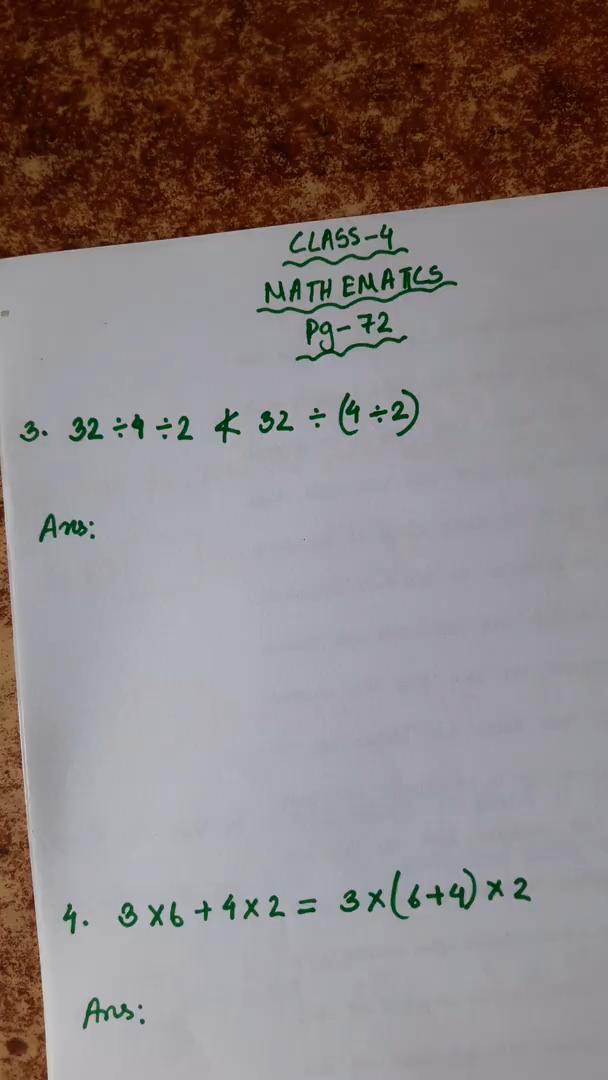 CLASS-4
MATHEMATICS
Pg-72
3. 32÷4÷2 < 32÷(4÷2)
Ans:
4. 3×6+4×2= 3×(6+4)×2
Ans: